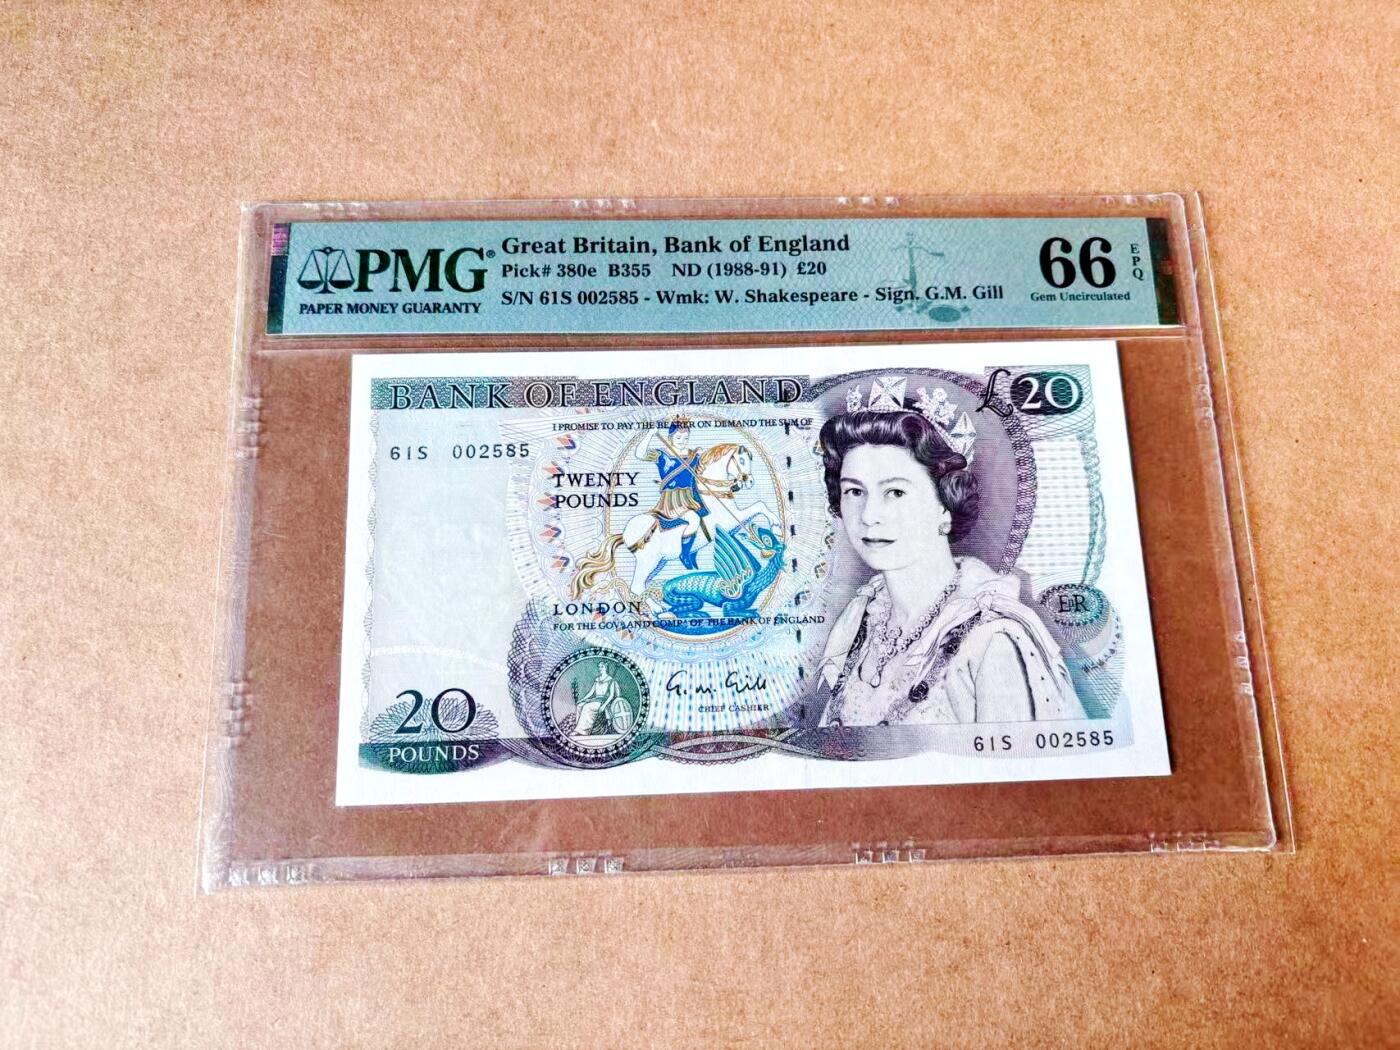 PMG®
PAPER MONEY GUARANTY
Great Britain, Bank of England
Pick# 380e B355 ND (1988-91) £20
S/N 61S 002585 - Wmk: W. Shakespeare - Sign. G.M. Gill
66
EPQ
Gem Uncirculated
BANK OF ENGLAND
£20
I PROMISE TO PAY THE BEARER ON DEMAND THE SUM OF
61S 002585
TWENTY
POUNDS
LONDON
FOR THE GOVR AND COMPA OF THE BANK OF ENGLAND
ER
G. M. Gill
CHIEF CASHIER
20
POUNDS
61S 002585